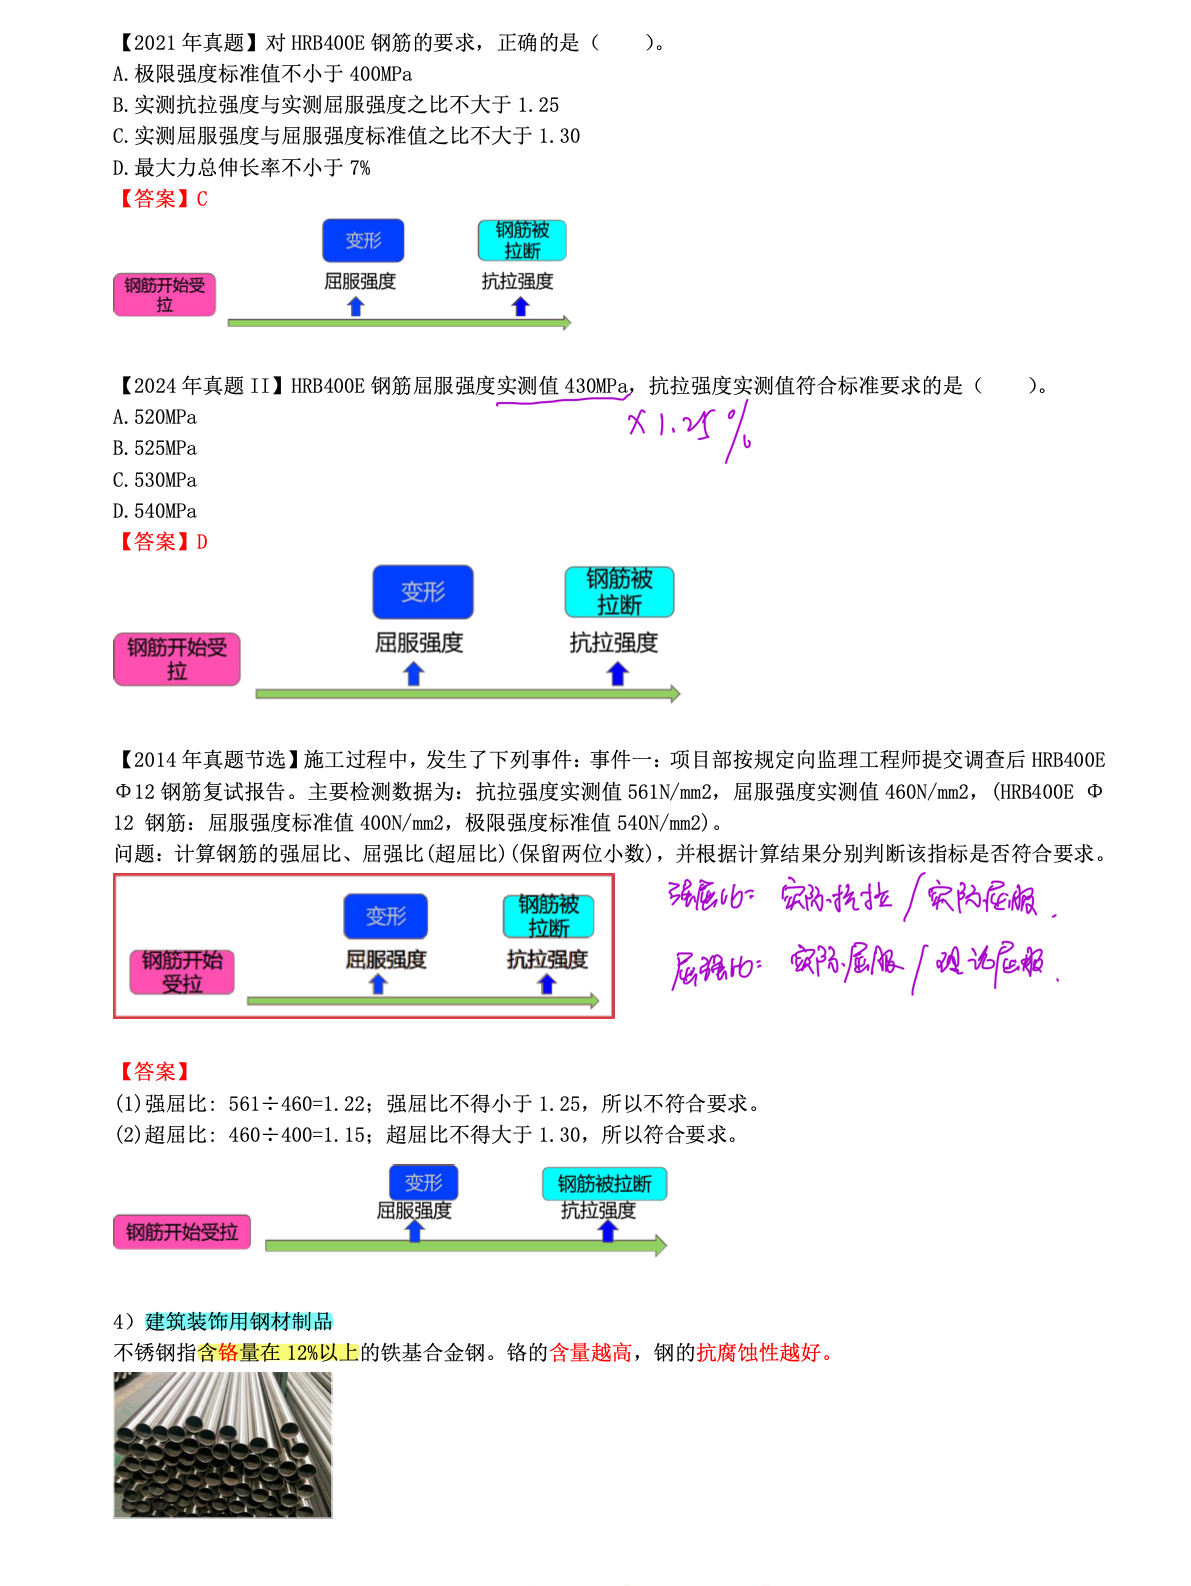 【2021 年真题】对 HRB400E 钢筋的要求，正确的是（　　）。
A.极限强度标准值不小于 400MPa
B.实测抗拉强度与实测屈服强度之比不大于 1.25
C.实测屈服强度与屈服强度标准值之比不大于 1.30
D.最大力总伸长率不小于 7%
【答案】C
变形
钢筋被
拉断
屈服强度
抗拉强度
钢筋开始受
拉
【2024 年真题 II】HRB400E 钢筋屈服强度实测值 430MPa，抗拉强度实测值符合标准要求的是（　　）。
× 1.25%
A.520MPa
B.525MPa
C.530MPa
D.540MPa
【答案】D
变形
钢筋被
拉断
屈服强度
抗拉强度
钢筋开始受
拉
【2014 年真题节选】施工过程中，发生了下列事件：事件一：项目部按规定向监理工程师提交调查后 HRB400E
Φ12 钢筋复试报告。主要检测数据为：抗拉强度实测值 561N/mm2，屈服强度实测值 460N/mm2，(HRB400E Φ
12 钢筋：屈服强度标准值 400N/mm2，极限强度标准值 540N/mm2)。
问题：计算钢筋的强屈比、屈强比(超屈比)(保留两位小数)，并根据计算结果分别判断该指标是否符合要求。
强屈比：实际抗拉/实际屈服.
屈强比：实际屈服/理论屈服.
变形
钢筋被
拉断
屈服强度
抗拉强度
钢筋开始
受拉
【答案】
(1)强屈比: 561÷460=1.22；强屈比不得小于 1.25，所以不符合要求。
(2)超屈比: 460÷400=1.15；超屈比不得大于 1.30，所以符合要求。
变形
钢筋被拉断
屈服强度
抗拉强度
钢筋开始受拉
4）建筑装饰用钢材制品
不锈钢指含铬量在 12%以上的铁基合金钢。铬的含量越高，钢的抗腐蚀性越好。